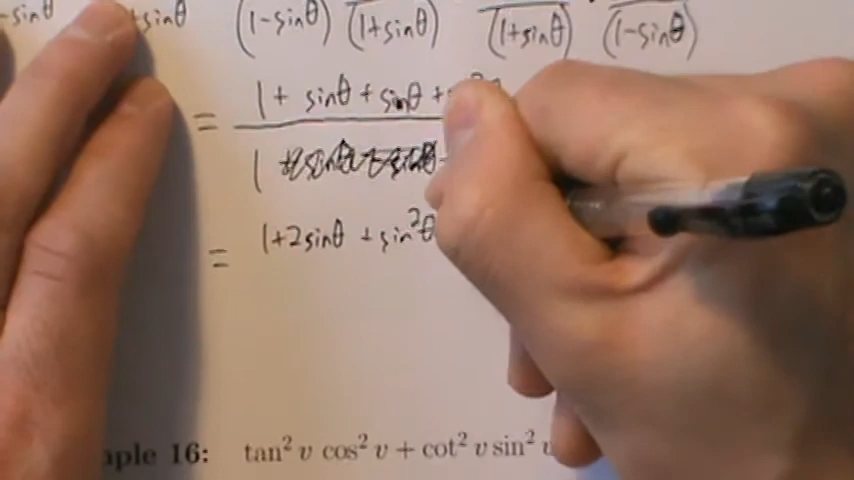 -sinθ +sinθ (1-sinθ) (1+sinθ) (1+sinθ) (1-sinθ)
= 1+ sinθ + sinθ +
1
= 1+2sinθ + sin²θ
ple 16: tan² v cos² v + cot² v sin² v